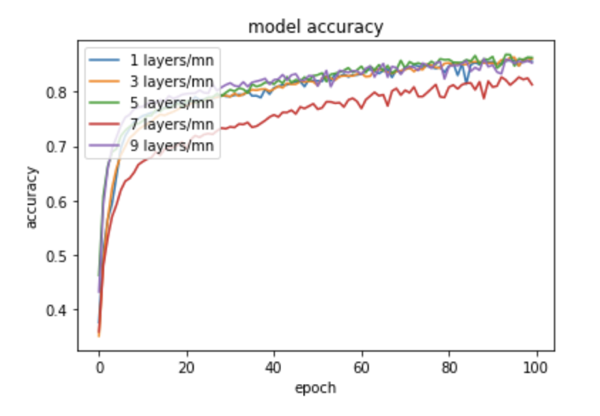 model accuracy
1 layers/mn
3 layers/mn
5 layers/mn
7 layers/mn
9 layers/mn
0.8
0.7
0.6
0.5
0.4
accuracy
0 20 40 60 80 100
epoch